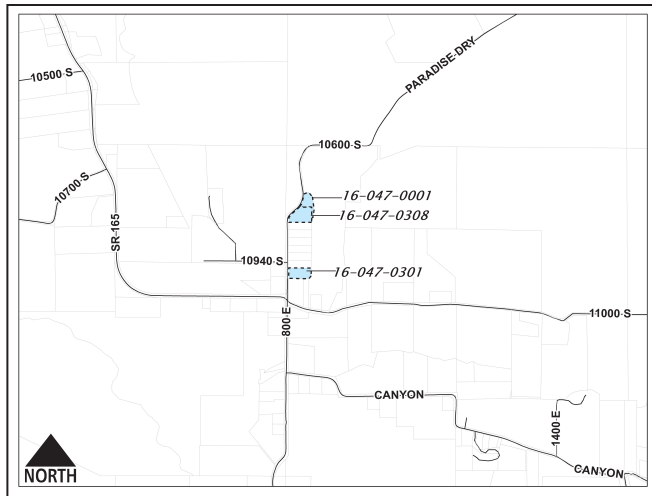 10500 S
PARADISE DRY
10600 S
10700 S
16-047-0001
16-047-0308
SR-165
10940 S
16-047-0301
800 E
11000 S
CANYON
1400 E
CANYON
NORTH